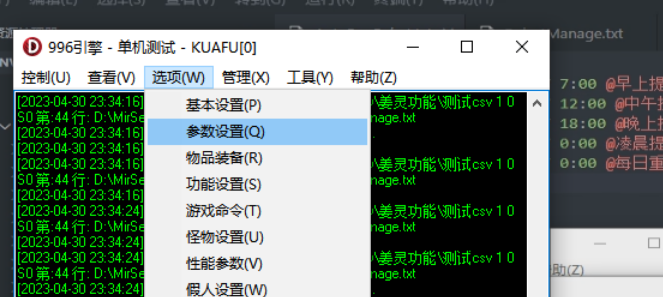 Manage.txt
996引擎 - 单机测试 - KUAFU[0]
控制(U) 查看(V) 选项(W) 管理(X) 工具(Y) 帮助(Z)
[2023-04-30 23:34:16] 基本设置(P) \姜灵功能\测试csv 1 0
S0 第:44 行: D:\MirSe 参数设置(Q) nage.txt
[2023-04-30 23:34:16]
[2023-04-30 23:34:16] 物品装备(R) \姜灵功能\测试csv 1 0
S0 第:44 行: D:\MirSe 功能设置(S) nage.txt
[2023-04-30 23:34:16]
[2023-04-30 23:34:24] 游戏命令(T) \姜灵功能\测试csv 1 0
S0 第:44 行: D:\MirSe 怪物设置(U) nage.txt
[2023-04-30 23:34:24]
[2023-04-30 23:34:24] 性能参数(V) \姜灵功能\测试csv 1 0
S0 第:44 行: D:\MirSe 假人设置(W) nage.txt
[2023-04-30 23:34:24]
7:00 @早上提
12:00 @中午提
18:00 @晚上提
0:00 @凌晨提
0:00 @每日重
助(Z)